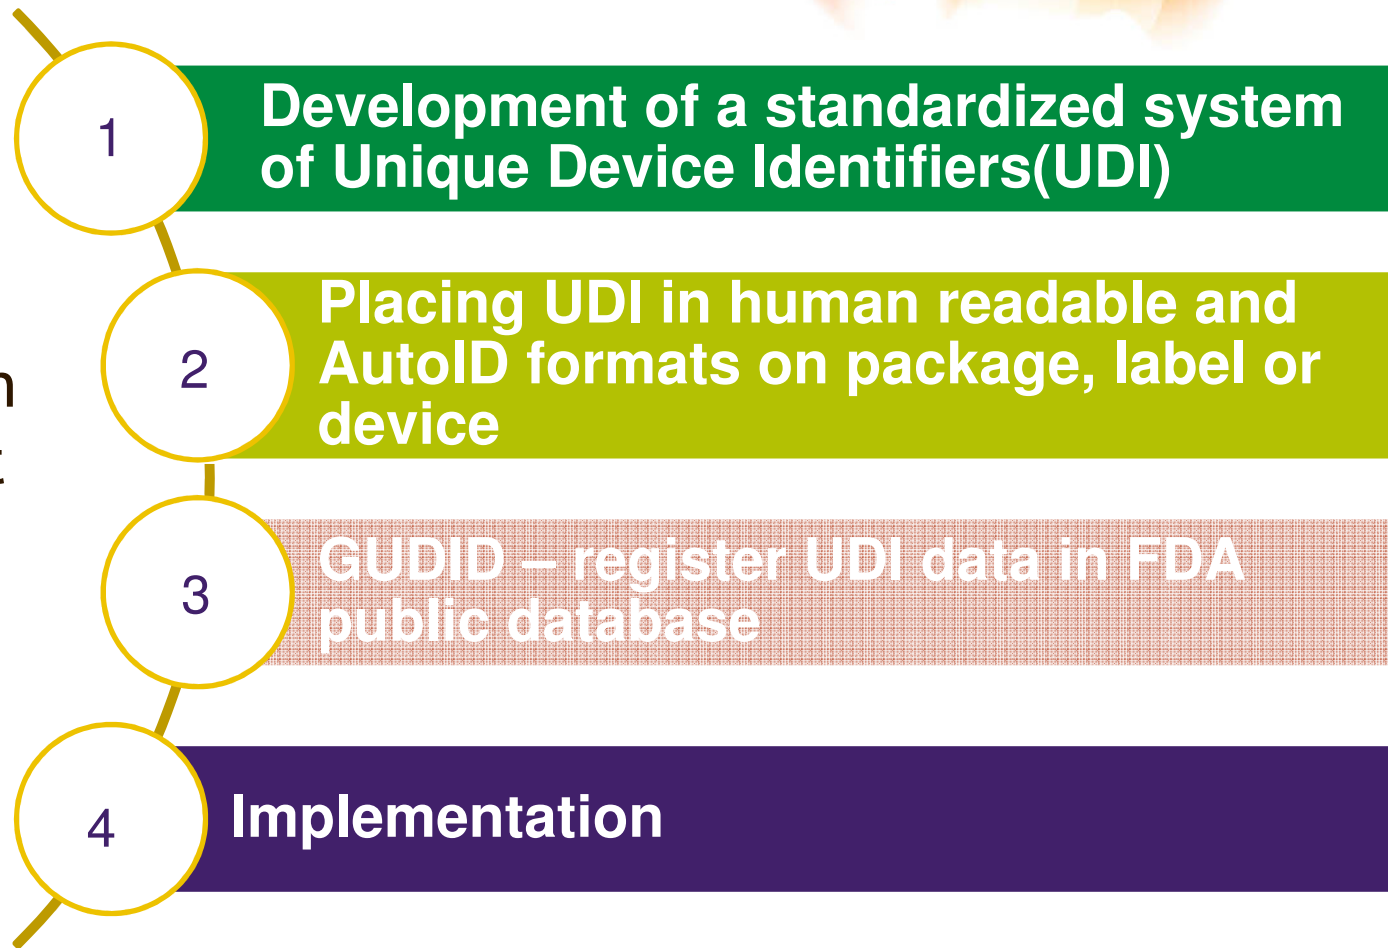 1
Development of a standardized system
of Unique Device Identifiers(UDI)
2
Placing UDI in human readable and
AutoID formats on package, label or
device
3
GUDID – register UDI data in FDA
public database
4
Implementation